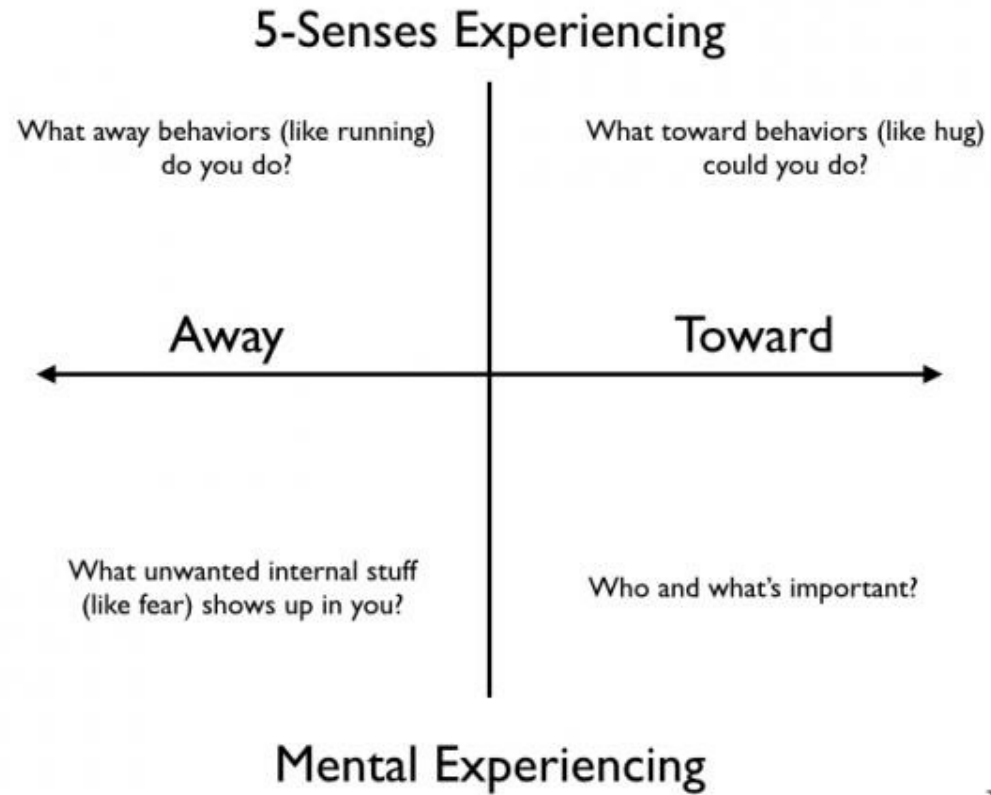 5-Senses Experiencing
What away behaviors (like running)
do you do?
What toward behaviors (like hug)
could you do?
Away
Toward
What unwanted internal stuff
(like fear) shows up in you?
Who and what's important?
Mental Experiencing